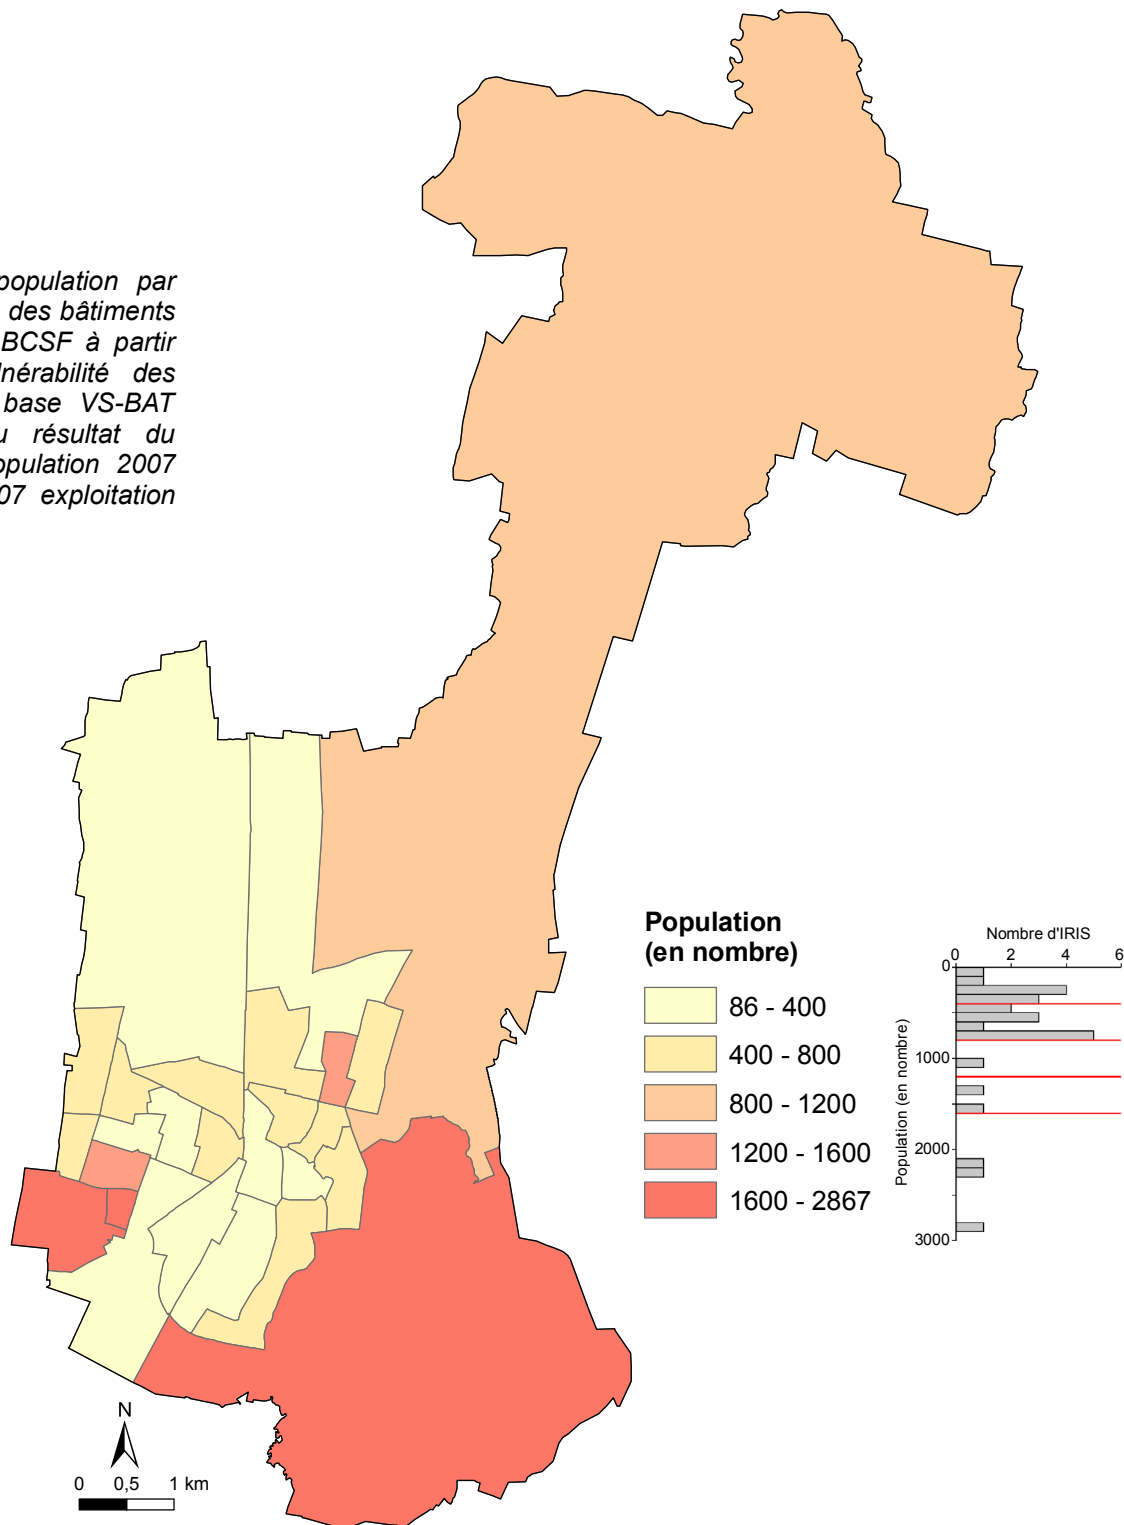 population par
des bâtiments
BCSF à partir
des
base VS-BAT
résultat du
2007
07 exploitation
Population
(en nombre)
86 - 400
400 - 800
800 - 1200
1200 - 1600
1600 - 2867
Nombre d'IRIS
0 2 4 6
0
1000
2000
3000
Population (en nombre)
N
0 0,5 1 km